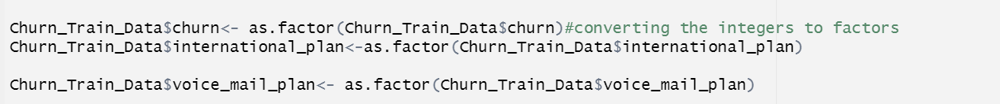 Churn_Train_Data$churn<- as.factor(Churn_Train_Data$churn)#converting the integers to factors
Churn_Train_Data$international_plan<-as.factor(Churn_Train_Data$international_plan)
Churn_Train_Data$voice_mail_plan<- as.factor(Churn_Train_Data$voice_mail_plan)